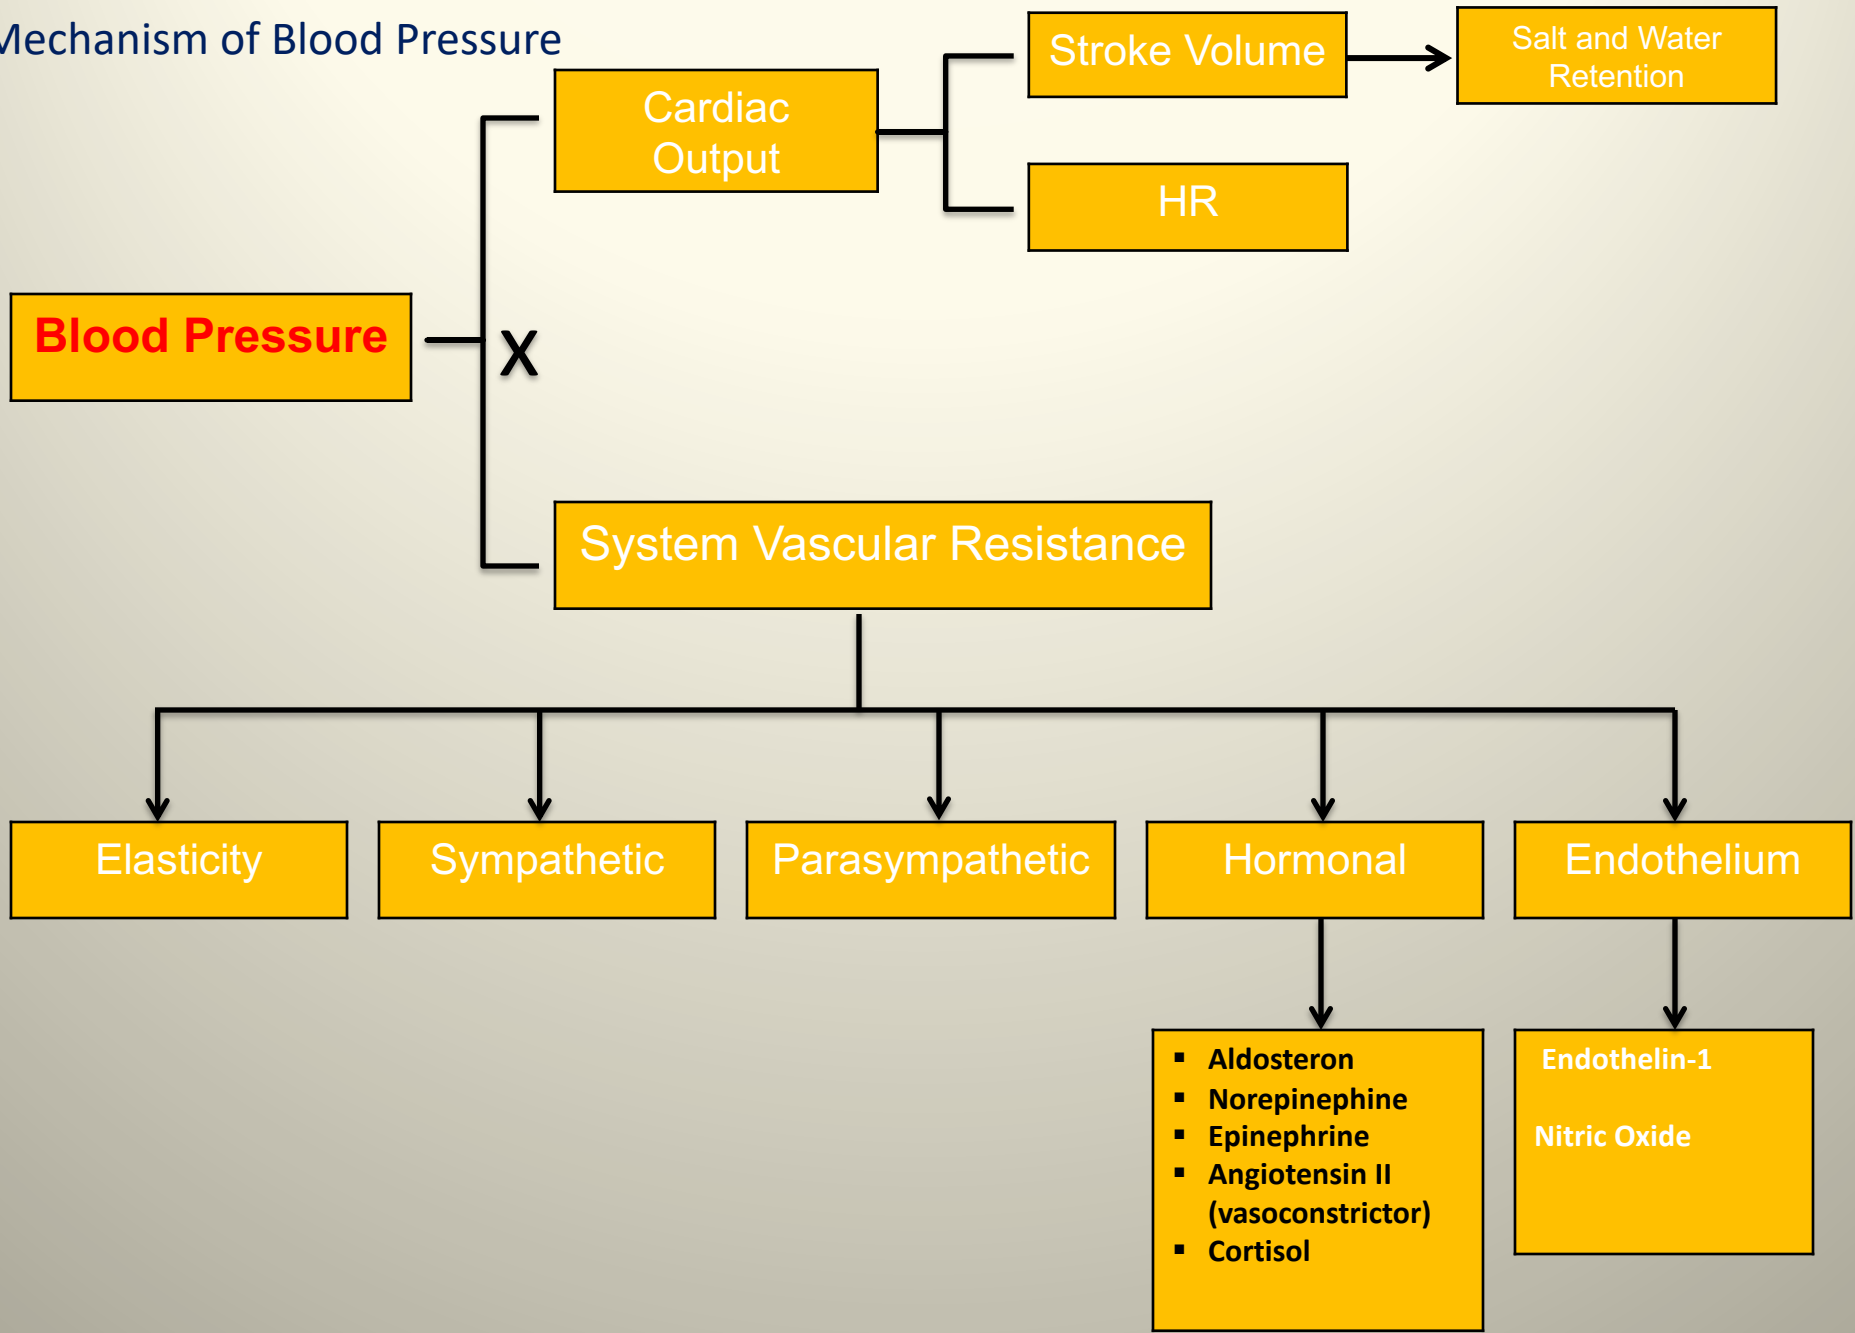 Mechanism of Blood Pressure
Stroke Volume
Salt and Water
Retention
Cardiac
Output
HR
Blood Pressure
X
System Vascular Resistance
Elasticity
Sympathetic
Parasympathetic
Hormonal
Endothelium
▪ Aldosteron
▪ Norepinephine
▪ Epinephrine
▪ Angiotensin II
(vasoconstrictor)
▪ Cortisol
Endothelin-1
Nitric Oxide